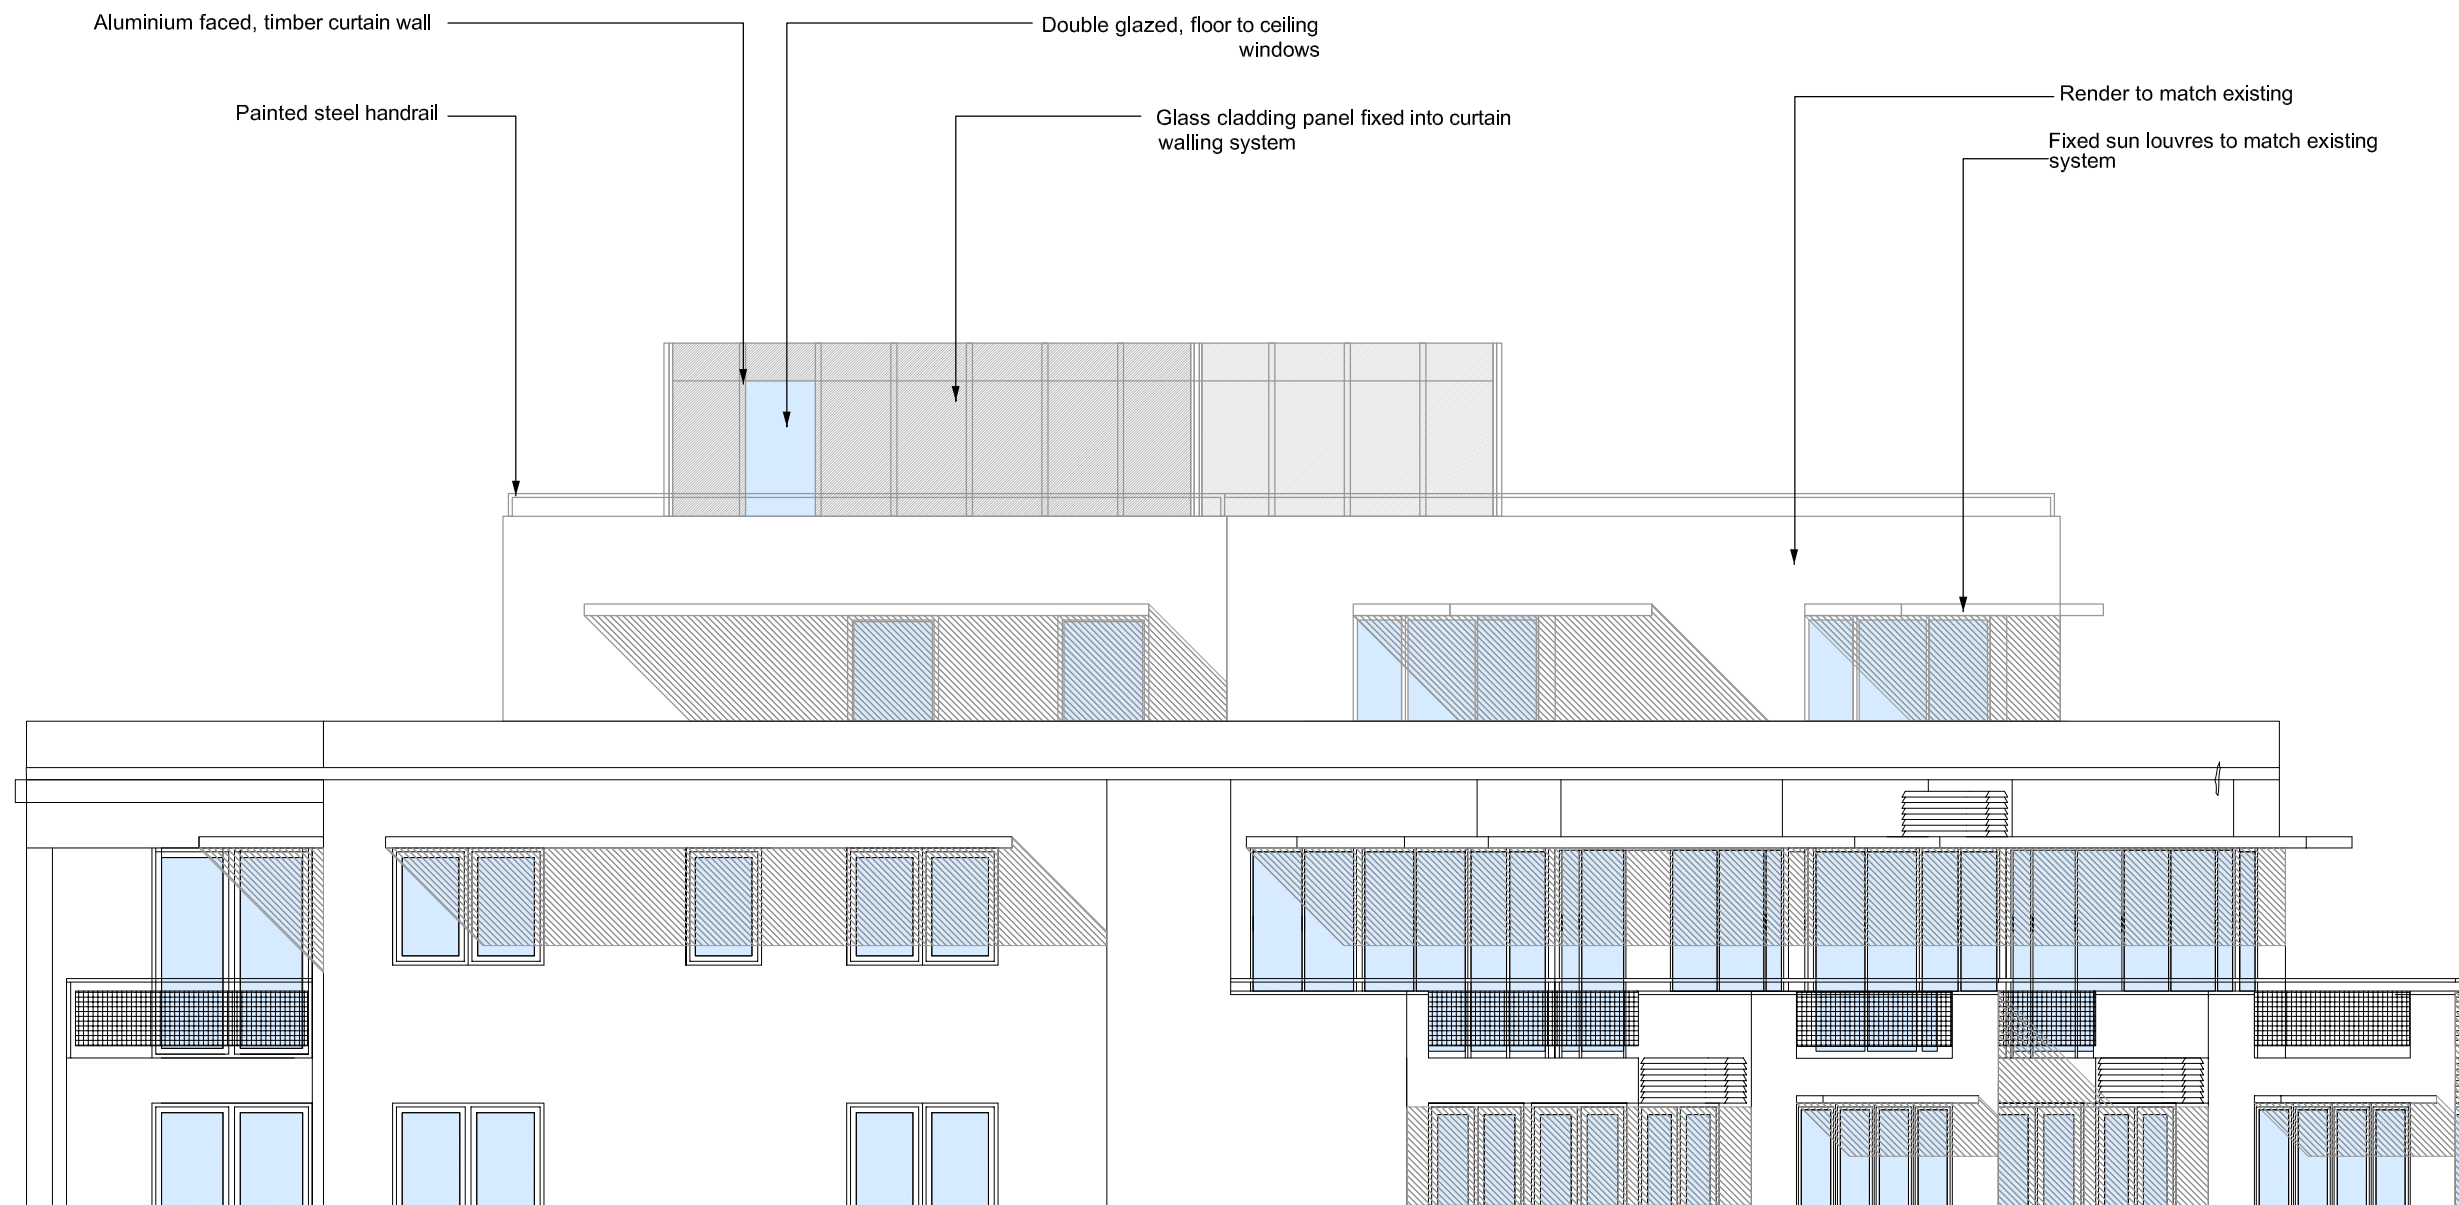 Aluminium faced, timber curtain wall
Double glazed, floor to ceiling
windows
Painted steel handrail
Glass cladding panel fixed into curtain
walling system
Render to match existing
Fixed sun louvres to match existing
system